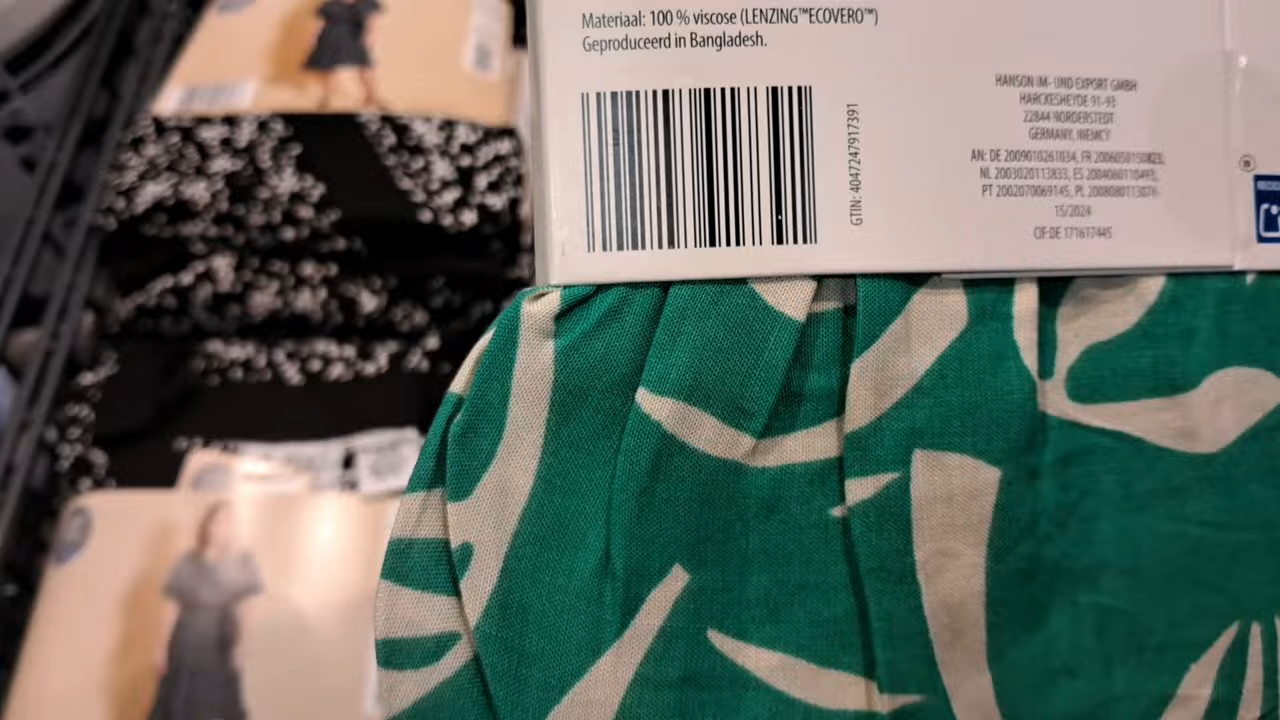 Materiaal: 100 % viscose (LENZING™ECOVERO™)
Geproduceerd in Bangladesh.
GTIN: 4047247917391
HANSON IM- UND EXPORT GMBH
HARCKESHEYDE 91-93
22844 NORDERSTEDT
GERMANY, NIEMCY
AN: DE 2009010261034, FR 2006050150823,
NL 2003020113833, ES 2004060110493,
PT 2002070069145, PL 2008080113076
15/2024
CIF:DE 171617445